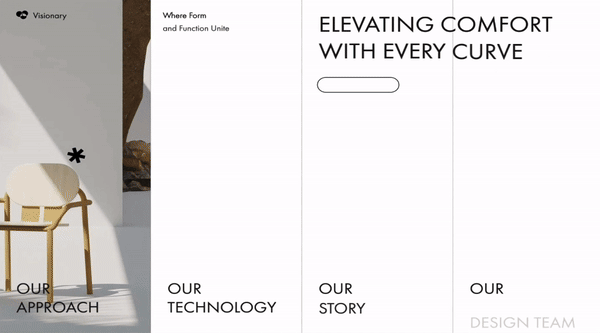 Visionary
Where Form
and Function Unite
ELEVATING COMFORT
WITH EVERY CURVE
OUR
APPROACH
OUR
TECHNOLOGY
OUR
STORY
OUR
DESIGN TEAM